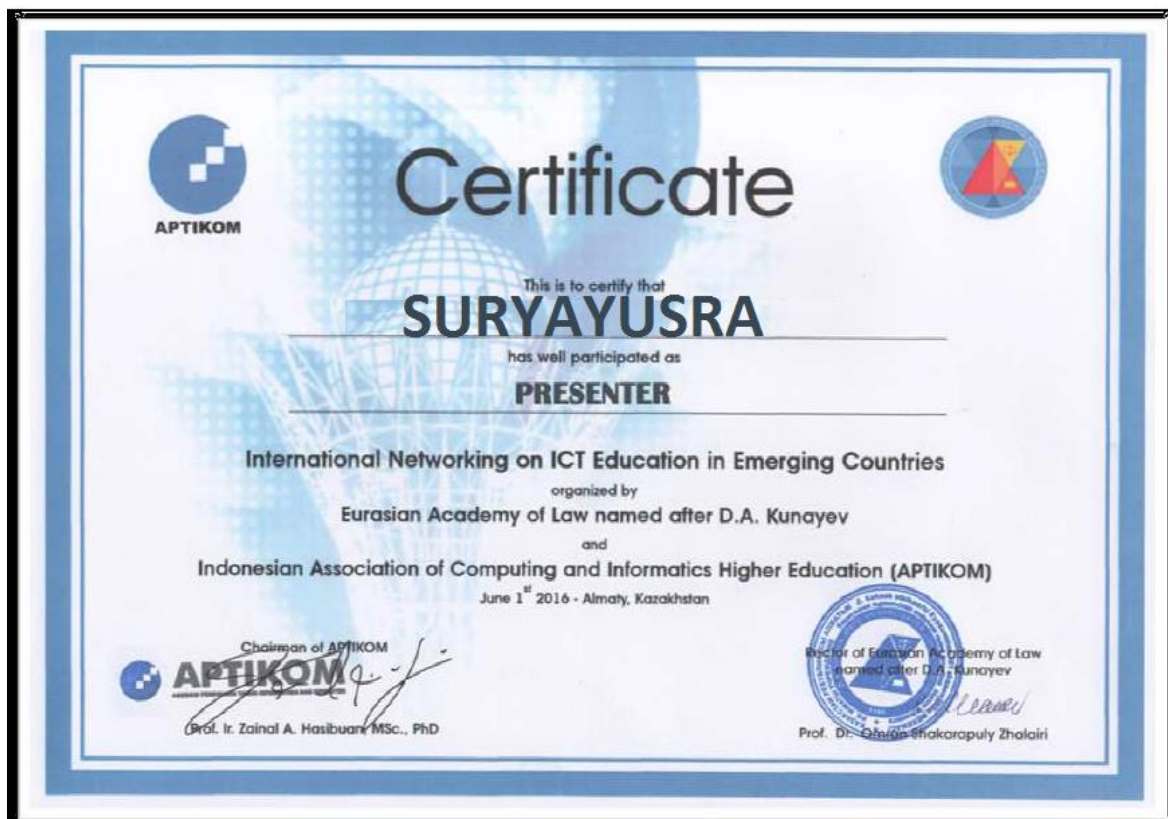 APTIKOM
Certificate
This is to certify that
SURYAYUSRA
has well participated as
PRESENTER
International Networking on ICT Education in Emerging Countries
organized by
Eurasian Academy of Law named after D.A. Kunayev
and
Indonesian Association of Computing and Informatics Higher Education (APTIKOM)
June 1st 2016 - Almaty, Kazakhstan
Chairman of APTIKOM
APTIKOM
Prof. Ir. Zainal A. Hasibuan, MSc., PhD
Rector of Eurasian Academy of Law
named after D.A. Kunayev
Prof. Dr. Omran Shakarapuly Zhalairi